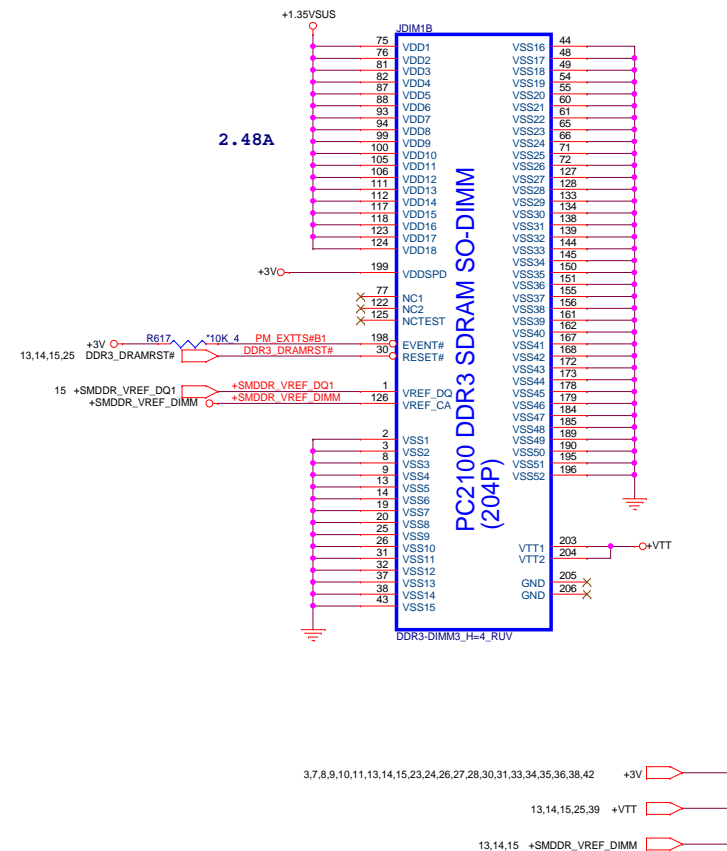 +1.35VSUS
JDIM1B
2.48A
75 VDD1
76 VDD2
81 VDD3
82 VDD4
87 VDD5
88 VDD6
93 VDD7
94 VDD8
99 VDD9
100 VDD10
105 VDD11
106 VDD12
111 VDD13
112 VDD14
117 VDD15
118 VDD16
123 VDD17
124 VDD18
+3V 199 VDDSPD
77 NC1
122 NC2
125 NCTEST
+3V R617 *10K_4 PM_EXTTS#B1 198 EVENT#
13,14,15,25 DDR3_DRAMRST# DDR3_DRAMRST# 30 RESET#
15 +SMDDR_VREF_DQ1 +SMDDR_VREF_DQ1 1 VREF_DQ
+SMDDR_VREF_DIMM +SMDDR_VREF_DIMM 126 VREF_CA
2 VSS1
3 VSS2
8 VSS3
9 VSS4
13 VSS5
14 VSS6
19 VSS7
20 VSS8
25 VSS9
26 VSS10
31 VSS11
32 VSS12
37 VSS13
38 VSS14
43 VSS15
PC2100 DDR3 SDRAM SO-DIMM
(204P)
VSS16 44
VSS17 48
VSS18 49
VSS19 54
VSS20 55
VSS21 60
VSS22 61
VSS23 65
VSS24 66
VSS25 71
VSS26 72
VSS27 127
VSS28 128
VSS29 133
VSS30 134
VSS31 138
VSS32 139
VSS33 144
VSS34 145
VSS35 150
VSS36 151
VSS37 155
VSS38 156
VSS39 161
VSS40 162
VSS41 167
VSS42 168
VSS43 172
VSS44 173
VSS45 178
VSS46 179
VSS47 184
VSS48 185
VSS49 189
VSS50 190
VSS51 195
VSS52 196
VTT1 203 +VTT
VTT2 204
GND 205
GND 206
DDR3-DIMM3_H=4_RUV
3,7,8,9,10,11,13,14,15,23,24,26,27,28,30,31,33,34,35,36,38,42 +3V
13,14,15,25,39 +VTT
13,14,15 +SMDDR_VREF_DIMM